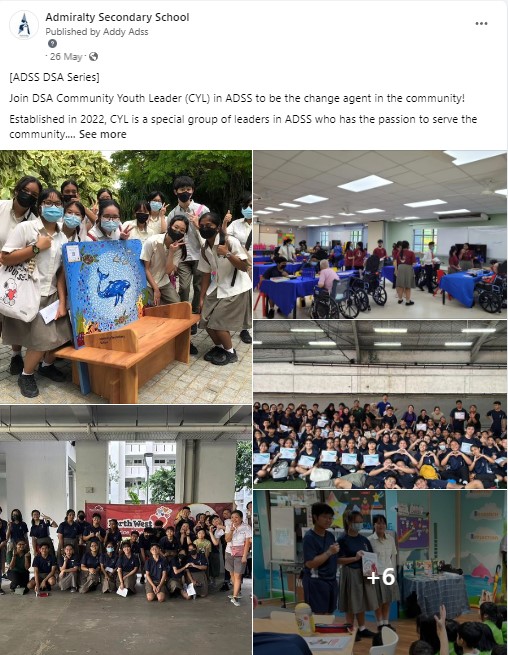 Admiralty Secondary School
Published by Addy Adss
· 26 May ·
[ADSS DSA Series]
Join DSA Community Youth Leader (CYL) in ADSS to be the change agent in the community!
Established in 2022, CYL is a special group of leaders in ADSS who has the passion to serve the
community.... See more
North West
+6